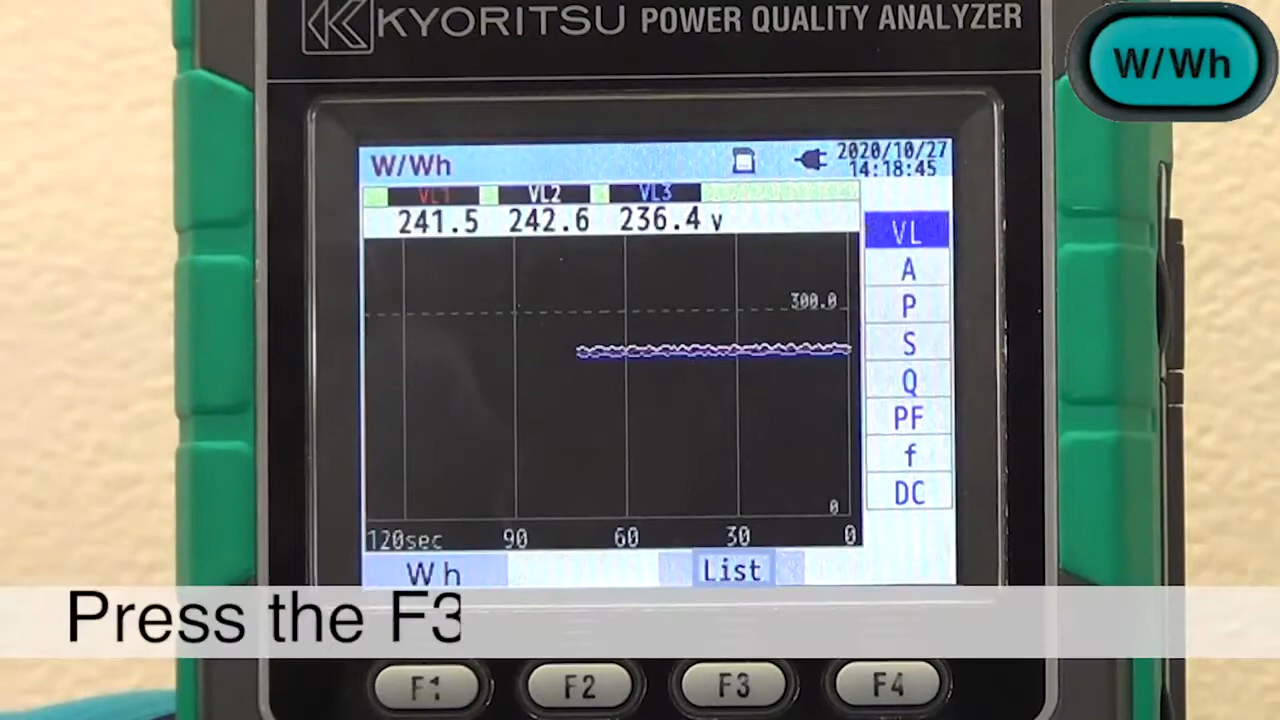 KYORITSU POWER QUALITY ANALYZER
W/Wh
W/Wh
2020/10/27
14:18:45
VL1 VL2 VL3
241.5 242.6 236.4 V
VL
A
P
S
Q
PF
f
DC
300.0
0
120sec 90 60 30 0
Wh List
Press the F3
F1 F2 F3 F4